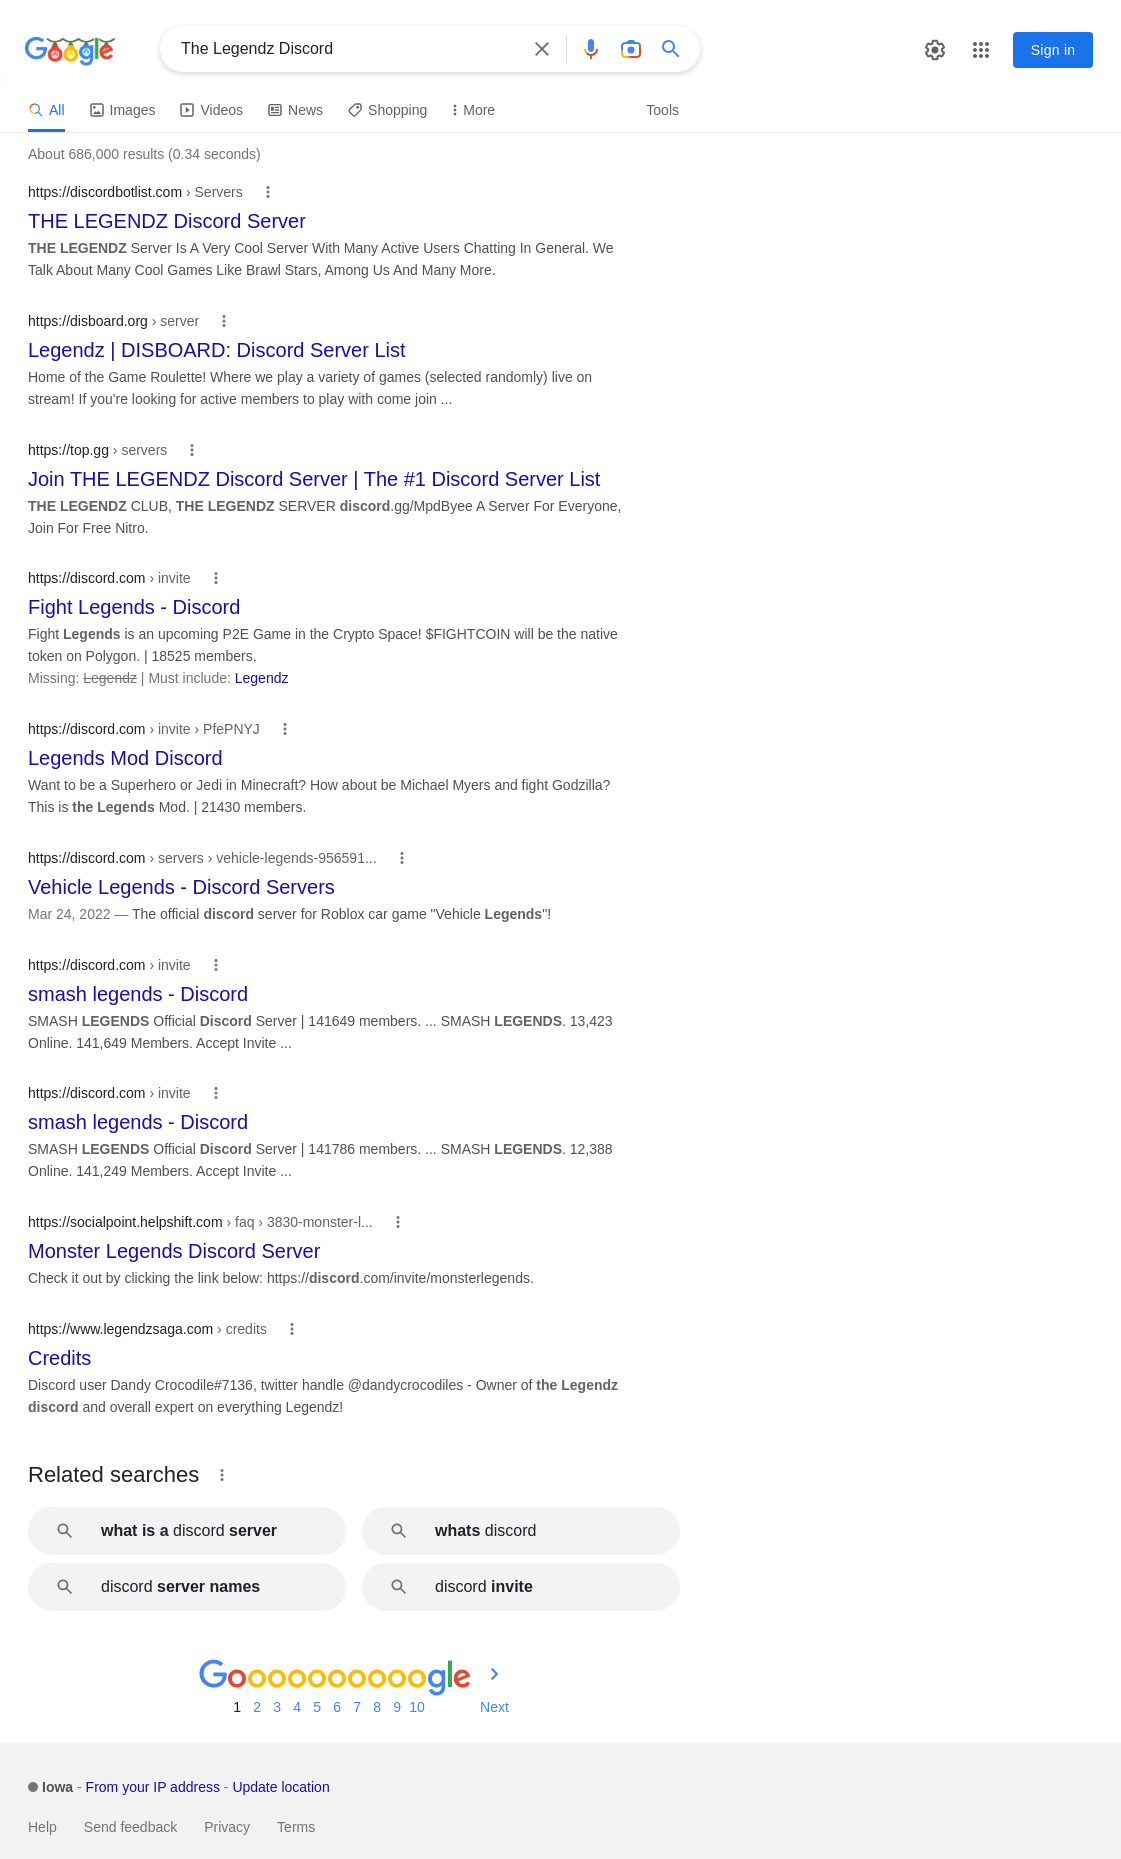 Google
The Legendz Discord
Sign in
All Images Videos News Shopping More Tools
About 686,000 results (0.34 seconds)
https://discordbotlist.com › Servers
THE LEGENDZ Discord Server
THE LEGENDZ Server Is A Very Cool Server With Many Active Users Chatting In General. We
Talk About Many Cool Games Like Brawl Stars, Among Us And Many More.
https://disboard.org › server
Legendz | DISBOARD: Discord Server List
Home of the Game Roulette! Where we play a variety of games (selected randomly) live on
stream! If you're looking for active members to play with come join ...
https://top.gg › servers
Join THE LEGENDZ Discord Server | The #1 Discord Server List
THE LEGENDZ CLUB, THE LEGENDZ SERVER discord.gg/MpdByee A Server For Everyone,
Join For Free Nitro.
https://discord.com › invite
Fight Legends - Discord
Fight Legends is an upcoming P2E Game in the Crypto Space! $FIGHTCOIN will be the native
token on Polygon. | 18525 members.
Missing: Legendz | Must include: Legendz
https://discord.com › invite › PfePNYJ
Legends Mod Discord
Want to be a Superhero or Jedi in Minecraft? How about be Michael Myers and fight Godzilla?
This is the Legends Mod. | 21430 members.
https://discord.com › servers › vehicle-legends-956591...
Vehicle Legends - Discord Servers
Mar 24, 2022 — The official discord server for Roblox car game "Vehicle Legends"!
https://discord.com › invite
smash legends - Discord
SMASH LEGENDS Official Discord Server | 141649 members. ... SMASH LEGENDS. 13,423
Online. 141,649 Members. Accept Invite ...
https://discord.com › invite
smash legends - Discord
SMASH LEGENDS Official Discord Server | 141786 members. ... SMASH LEGENDS. 12,388
Online. 141,249 Members. Accept Invite ...
https://socialpoint.helpshift.com › faq › 3830-monster-l...
Monster Legends Discord Server
Check it out by clicking the link below: https://discord.com/invite/monsterlegends.
https://www.legendzsaga.com › credits
Credits
Discord user Dandy Crocodile#7136, twitter handle @dandycrocodiles - Owner of the Legendz
discord and overall expert on everything Legendz!
Related searches
what is a discord server
whats discord
discord server names
discord invite
Goooooooooogle
1 2 3 4 5 6 7 8 9 10 Next
Iowa - From your IP address - Update location
Help Send feedback Privacy Terms